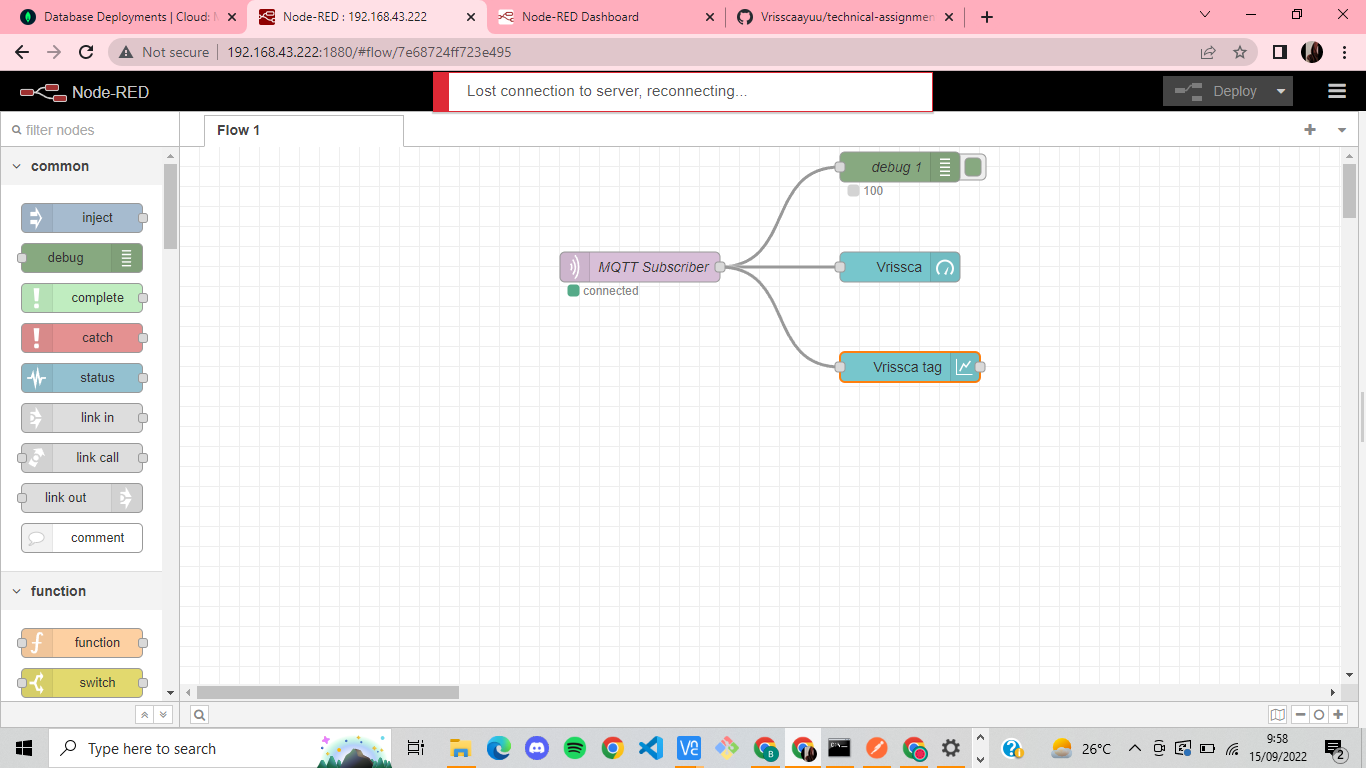 Database Deployments | Cloud: M
Node-RED : 192.168.43.222
Node-RED Dashboard
Vrisscaayuu/technical-assignmen
Not secure
192.168.43.222:1880/#flow/7e68724ff723e495
Node-RED
Lost connection to server, reconnecting...
Deploy
filter nodes
Flow 1
common
inject
debug
complete
catch
status
link in
link call
link out
comment
function
function
switch
debug 1
100
MQTT Subscriber
connected
Vrissca
Vrissca tag
Type here to search
26°C
9:58
15/09/2022
2